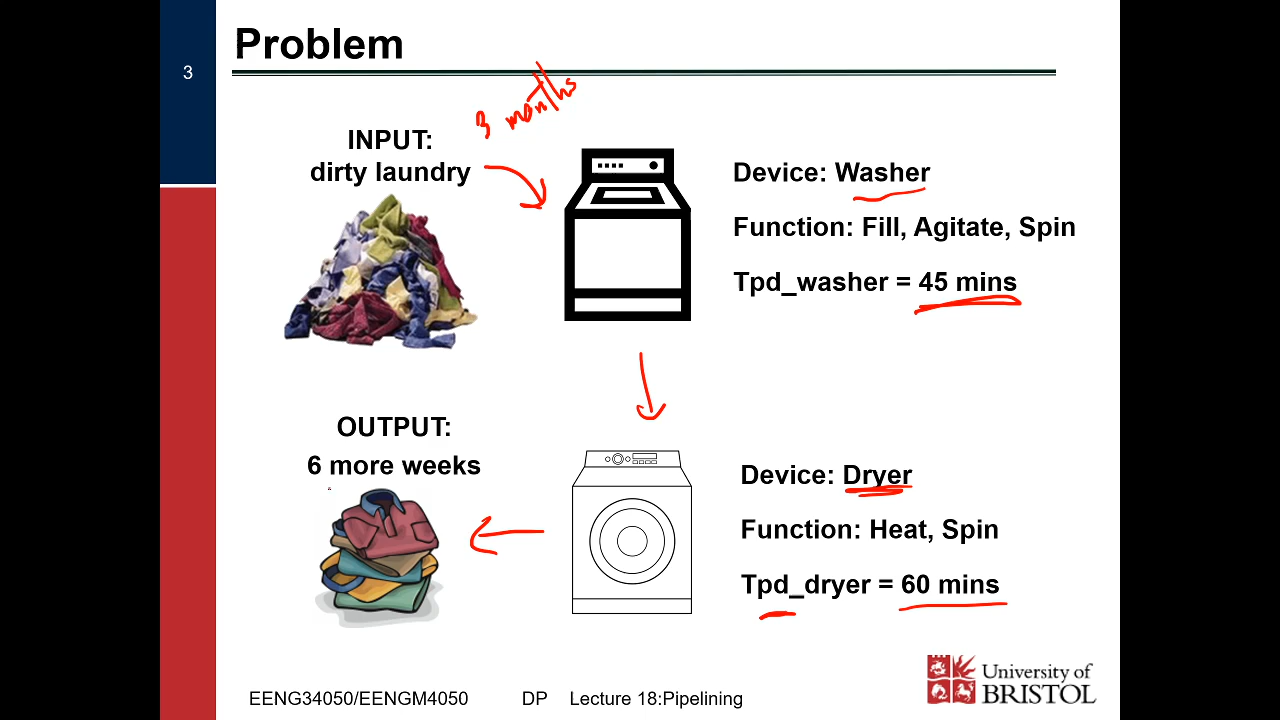 Problem
3
3 months
INPUT:
dirty laundry
Device: Washer
Function: Fill, Agitate, Spin
Tpd_washer = 45 mins
OUTPUT:
6 more weeks
Device: Dryer
Function: Heat, Spin
Tpd_dryer = 60 mins
EENG34050/EENGM4050 DP Lecture 18:Pipelining
University of
BRISTOL